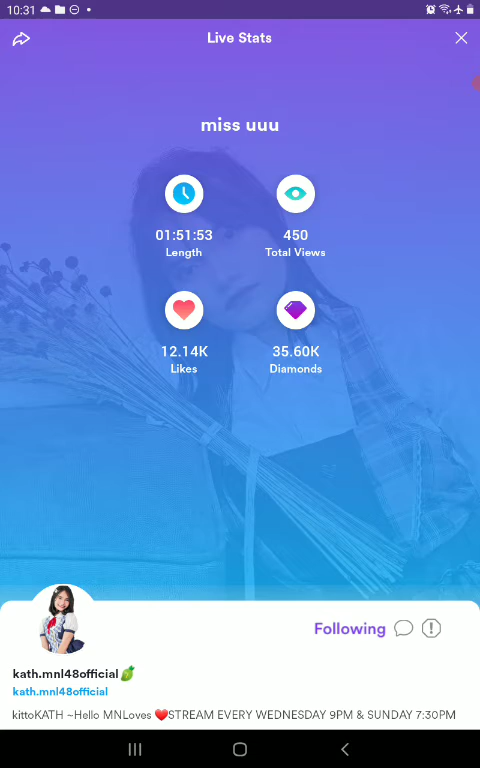 10:31
Live Stats
miss uuu
01:51:53
Length
450
Total Views
12.14K
Likes
35.60K
Diamonds
Following
kath.mnl48official
kath.mnl48official
kittoKATH ~Hello MNLoves ❤️STREAM EVERY WEDNESDAY 9PM & SUNDAY 7:30PM